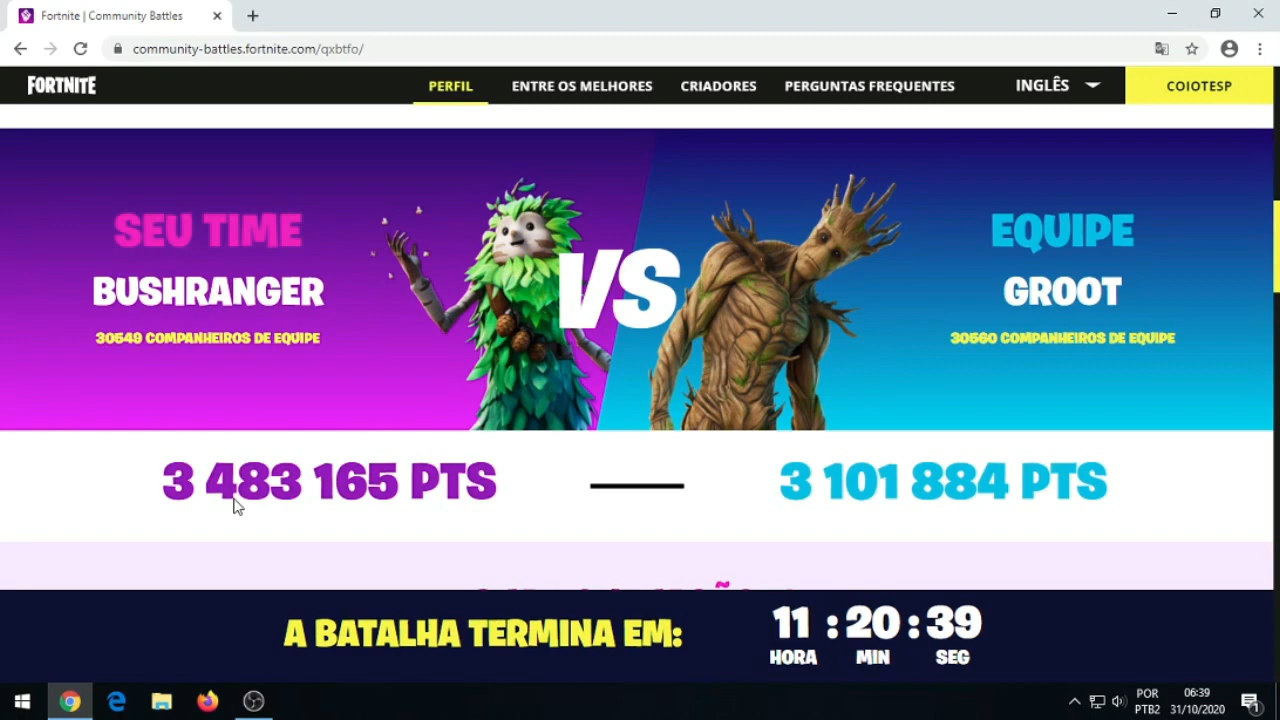 Fortnite | Community Battles
community-battles.fortnite.com/qxbtfo/
FORTNITE
PERFIL
ENTRE OS MELHORES
CRIADORES
PERGUNTAS FREQUENTES
INGLÊS
COIOTESP
SEU TIME
BUSHRANGER
30549 COMPANHEIROS DE EQUIPE
VS
EQUIPE
GROOT
30560 COMPANHEIROS DE EQUIPE
3 483 165 PTS
3 101 884 PTS
A BATALHA TERMINA EM:
11 : 20 : 39
HORA MIN SEG
POR
PTB2
06:39
31/10/2020
1